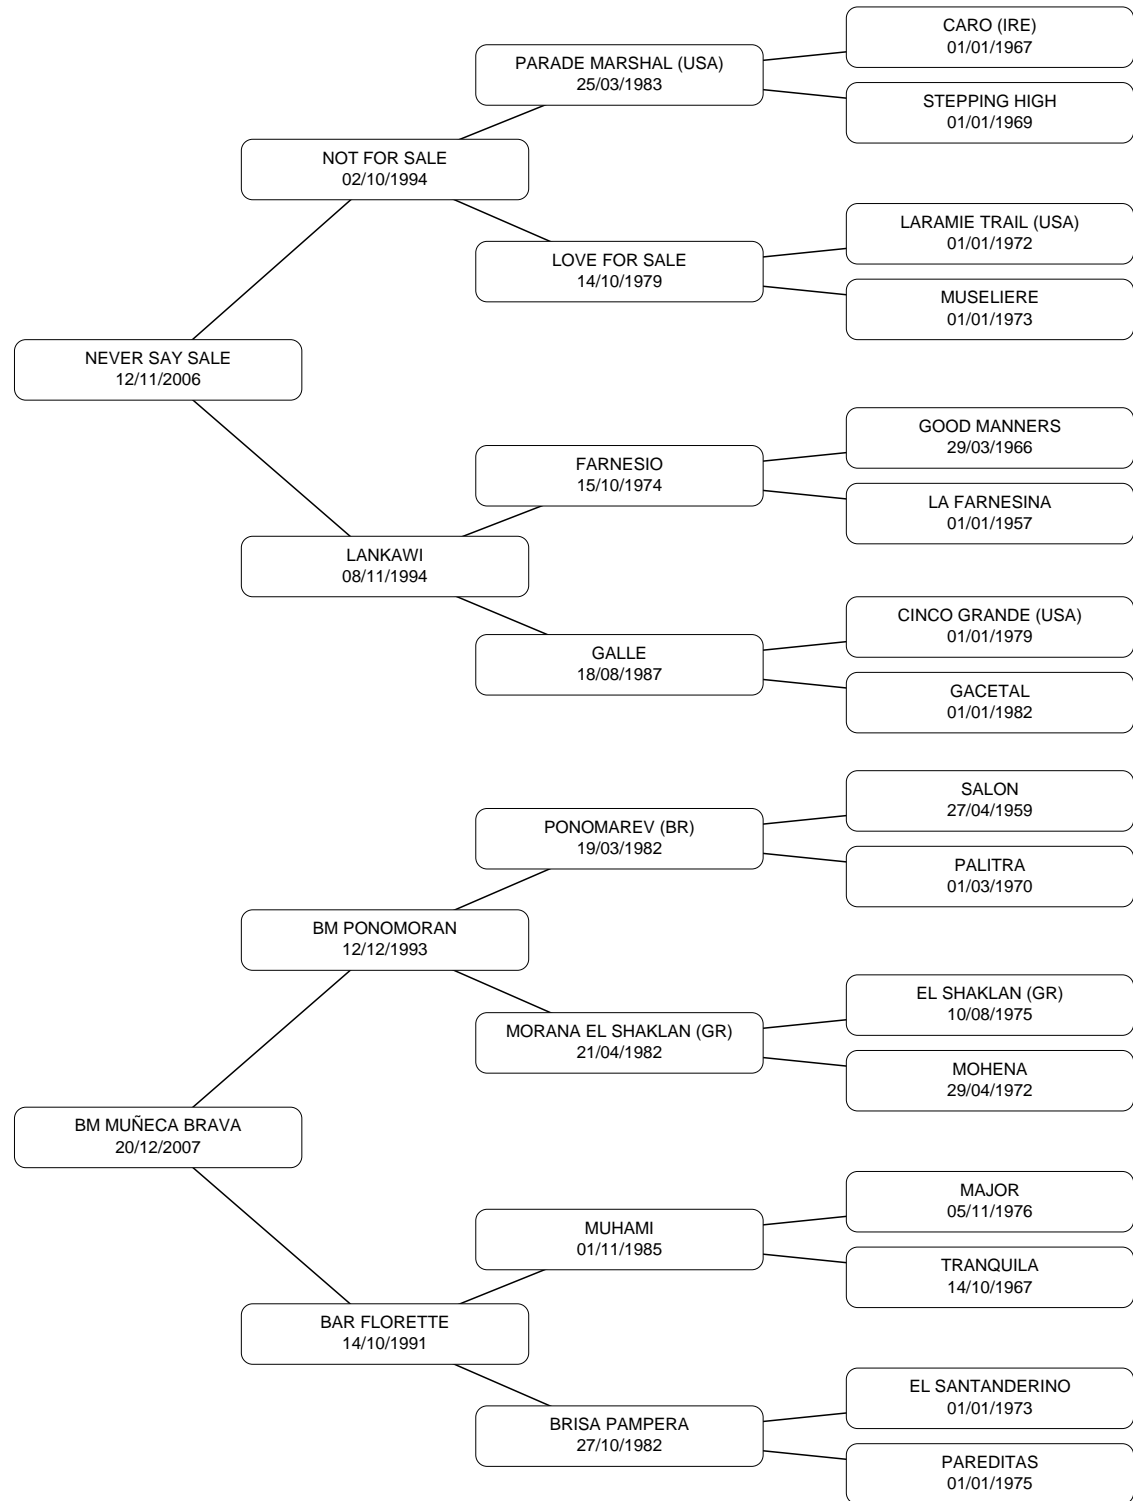 CARO (IRE)
01/01/1967
PARADE MARSHAL (USA)
25/03/1983
STEPPING HIGH
01/01/1969
NOT FOR SALE
02/10/1994
LARAMIE TRAIL (USA)
01/01/1972
LOVE FOR SALE
14/10/1979
MUSELIERE
01/01/1973
NEVER SAY SALE
12/11/2006
GOOD MANNERS
29/03/1966
FARNESIO
15/10/1974
LA FARNESINA
01/01/1957
LANKAWI
08/11/1994
CINCO GRANDE (USA)
01/01/1979
GALLE
18/08/1987
GACETAL
01/01/1982
SALON
27/04/1959
PONOMAREV (BR)
19/03/1982
PALITRA
01/03/1970
BM PONOMORAN
12/12/1993
EL SHAKLAN (GR)
10/08/1975
MORANA EL SHAKLAN (GR)
21/04/1982
MOHENA
29/04/1972
BM MUÑECA BRAVA
20/12/2007
MAJOR
05/11/1976
MUHAMI
01/11/1985
TRANQUILA
14/10/1967
BAR FLORETTE
14/10/1991
EL SANTANDERINO
01/01/1973
BRISA PAMPERA
27/10/1982
PAREDITAS
01/01/1975